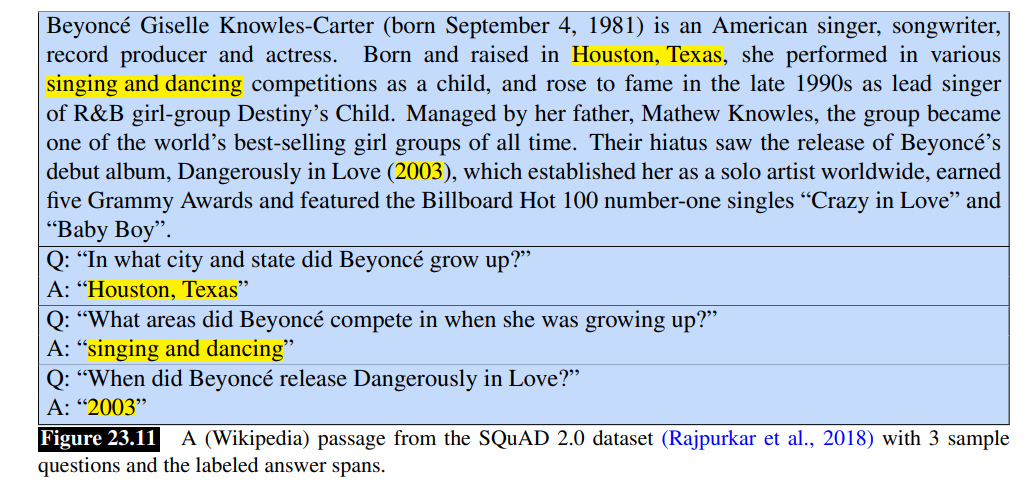 Beyoncé Giselle Knowles-Carter (born September 4, 1981) is an American singer, songwriter,
record producer and actress. Born and raised in Houston, Texas, she performed in various
singing and dancing competitions as a child, and rose to fame in the late 1990s as lead singer
of R&B girl-group Destiny’s Child. Managed by her father, Mathew Knowles, the group became
one of the world’s best-selling girl groups of all time. Their hiatus saw the release of Beyoncé’s
debut album, Dangerously in Love (2003), which established her as a solo artist worldwide, earned
five Grammy Awards and featured the Billboard Hot 100 number-one singles “Crazy in Love” and
“Baby Boy”.
Q: “In what city and state did Beyoncé grow up?”
A: “Houston, Texas”
Q: “What areas did Beyoncé compete in when she was growing up?”
A: “singing and dancing”
Q: “When did Beyoncé release Dangerously in Love?”
A: “2003”
Figure 23.11 A (Wikipedia) passage from the SQuAD 2.0 dataset (Rajpurkar et al., 2018) with 3 sample
questions and the labeled answer spans.